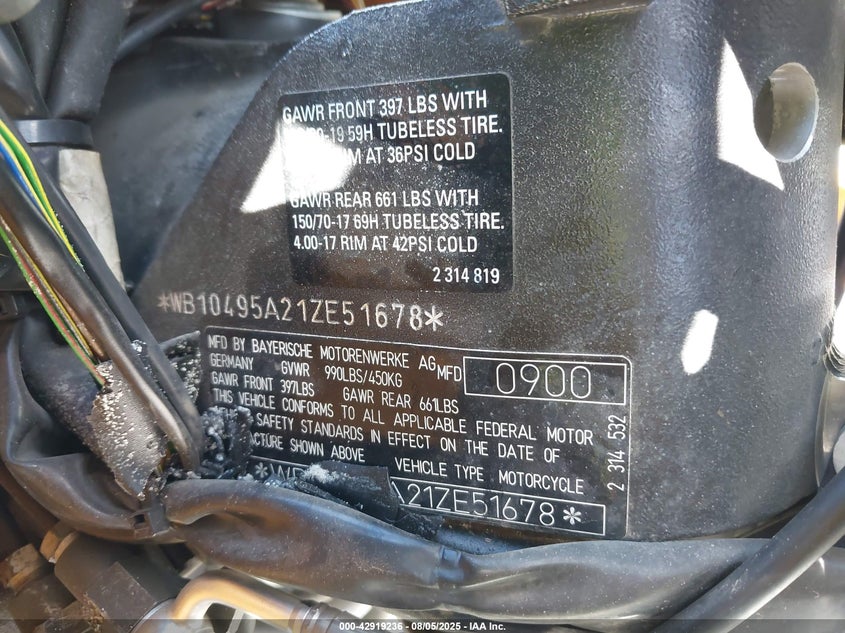 GAWR FRONT 397 LBS WITH
-19 59H TUBELESS TIRE.
AT 36PSI COLD
GAWR REAR 661 LBS WITH
150/70-17 69H TUBELESS TIRE.
4.00-17 RIM AT 42PSI COLD
2 314 819
*WB10495A21ZE51678*
MFD BY BAYERISCHE MOTORENWERKE AG MFD 0900
GERMANY GVWR 990LBS/450KG
GAWR FRONT 397LBS GAWR REAR 661LBS
THIS VEHICLE CONFORMS TO ALL APPLICABLE FEDERAL MOTOR
SAFETY STANDARDS IN EFFECT ON THE DATE OF
SHOWN ABOVE VEHICLE TYPE MOTORCYCLE
A21ZE51678*
2 314 532
000-42919236 - 08/05/2025 - IAA Inc.